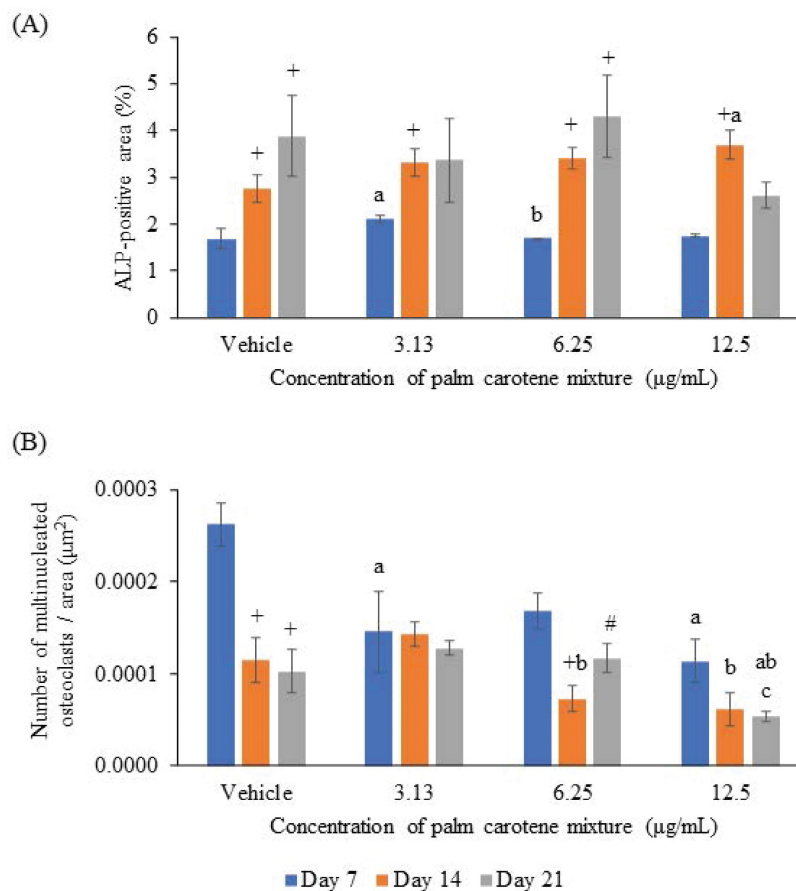 (A)
ALP-positive area (%)
6
5
4
3
2
1
0
+
+
a
+
b
+
+
+a
Vehicle
3.13
6.25
12.5
Concentration of palm carotene mixture (µg/mL)
(B)
Number of multinucleated
osteoclasts / area (µm²)
0.0003
0.0002
0.0001
0.0000
+
+
a
+b
#
a
b
ab
c
Vehicle
3.13
6.25
12.5
Concentration of palm carotene mixture (µg/mL)
Day 7
Day 14
Day 21